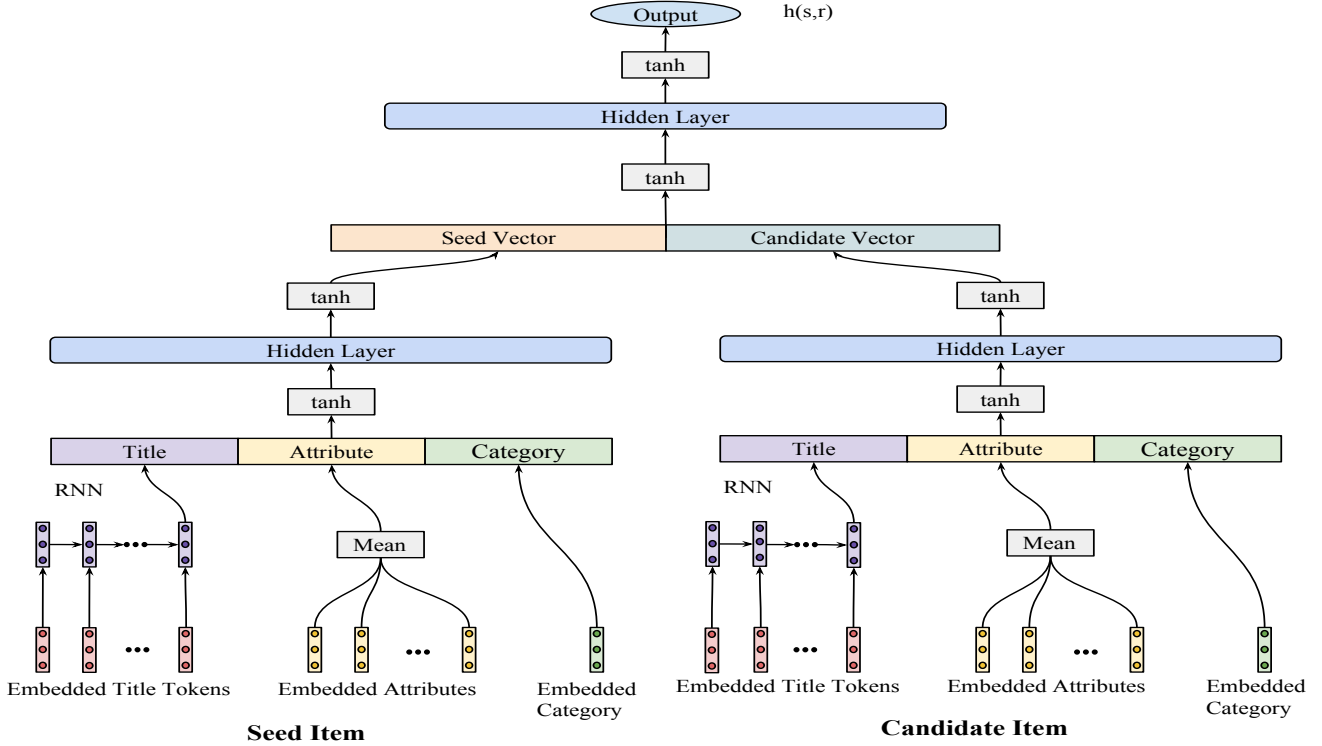 Output
h(s,r)
tanh
Hidden Layer
tanh
Seed Vector
Candidate Vector
tanh
tanh
Hidden Layer
Hidden Layer
tanh
tanh
Title
Attribute
Category
Title
Attribute
Category
RNN
RNN
•••
Mean
•••
Mean
•••
•••
•••
•••
Embedded Title Tokens
Embedded Attributes
Embedded
Category
Embedded Title Tokens
Embedded Attributes
Embedded
Category
Seed Item
Candidate Item